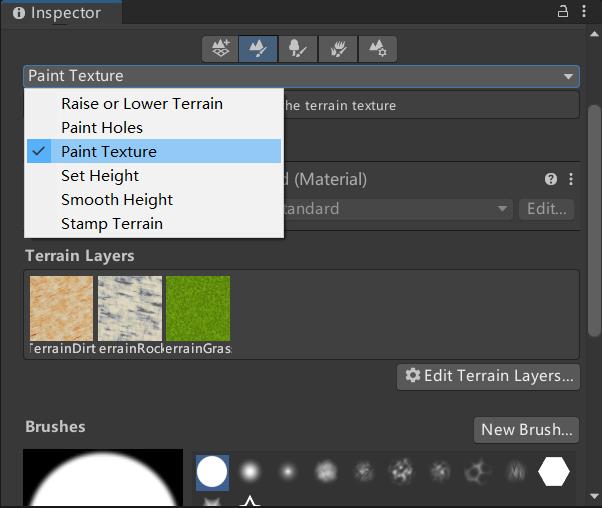 Inspector
Paint Texture
Raise or Lower Terrain
he terrain texture
Paint Holes
Paint Texture
Set Height
d (Material)
Smooth Height
tandard
Edit...
Stamp Terrain
Terrain Layers
TerrainDirt
errainRock
errainGras
Edit Terrain Layers...
Brushes
New Brush...